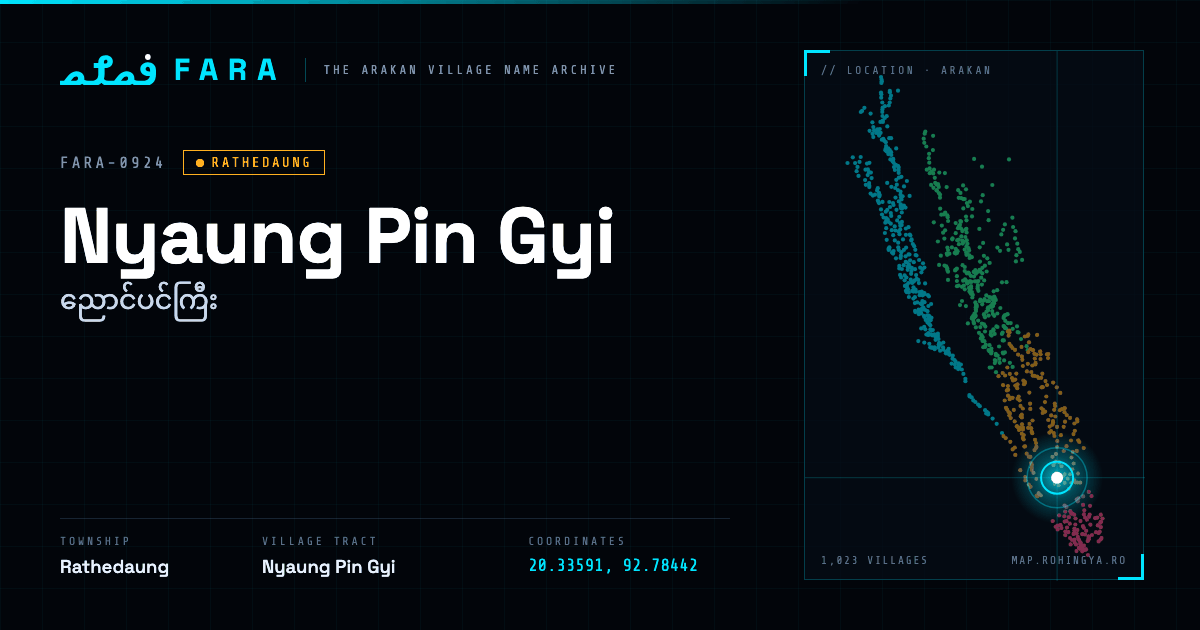 FARA
THE ARAKAN VILLAGE NAME ARCHIVE
FARA-0924
RATHEDAUNG
Nyaung Pin Gyi
ညောင်ပင်ကြီး
TOWNSHIP
Rathedaung
VILLAGE TRACT
Nyaung Pin Gyi
COORDINATES
20.33591, 92.78442
// LOCATION · ARAKAN
1,023 VILLAGES
MAP.ROHINGYA.RO